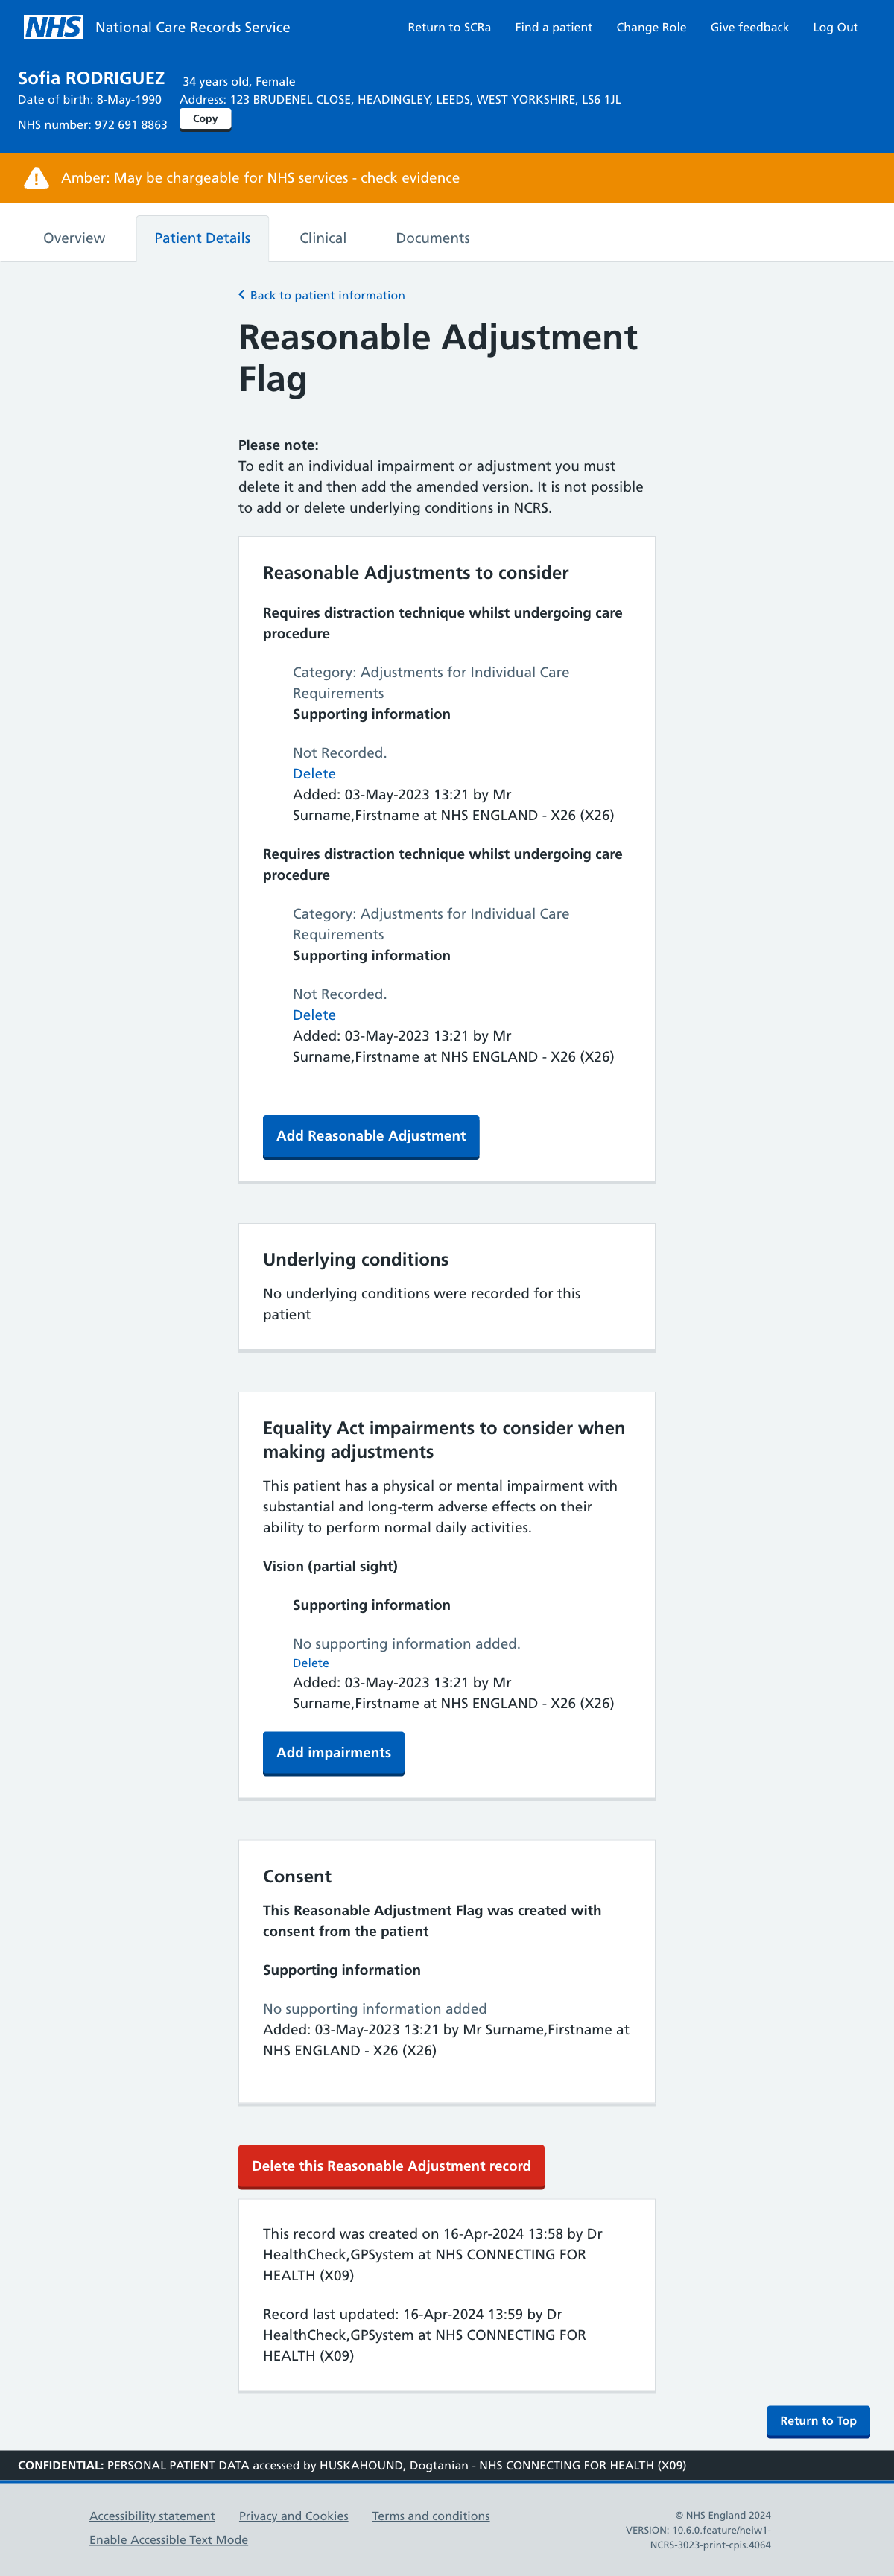 NHS National Care Records Service Return to SCRa Find a patient Change Role Give feedback Log Out
Sofia RODRIGUEZ 34 years old, Female
Date of birth: 8-May-1990 Address: 123 BRUDENEL CLOSE, HEADINGLEY, LEEDS, WEST YORKSHIRE, LS6 1JL
NHS number: 972 691 8863 Copy
Amber: May be chargeable for NHS services - check evidence
Overview Patient Details Clinical Documents
Back to patient information
Reasonable Adjustment
Flag
Please note:
To edit an individual impairment or adjustment you must
delete it and then add the amended version. It is not possible
to add or delete underlying conditions in NCRS.
Reasonable Adjustments to consider
Requires distraction technique whilst undergoing care
procedure
Category: Adjustments for Individual Care
Requirements
Supporting information
Not Recorded.
Delete
Added: 03-May-2023 13:21 by Mr
Surname,Firstname at NHS ENGLAND - X26 (X26)
Requires distraction technique whilst undergoing care
procedure
Category: Adjustments for Individual Care
Requirements
Supporting information
Not Recorded.
Delete
Added: 03-May-2023 13:21 by Mr
Surname,Firstname at NHS ENGLAND - X26 (X26)
Add Reasonable Adjustment
Underlying conditions
No underlying conditions were recorded for this
patient
Equality Act impairments to consider when
making adjustments
This patient has a physical or mental impairment with
substantial and long-term adverse effects on their
ability to perform normal daily activities.
Vision (partial sight)
Supporting information
No supporting information added.
Delete
Added: 03-May-2023 13:21 by Mr
Surname,Firstname at NHS ENGLAND - X26 (X26)
Add impairments
Consent
This Reasonable Adjustment Flag was created with
consent from the patient
Supporting information
No supporting information added
Added: 03-May-2023 13:21 by Mr Surname,Firstname at
NHS ENGLAND - X26 (X26)
Delete this Reasonable Adjustment record
This record was created on 16-Apr-2024 13:58 by Dr
HealthCheck,GPSystem at NHS CONNECTING FOR
HEALTH (X09)
Record last updated: 16-Apr-2024 13:59 by Dr
HealthCheck,GPSystem at NHS CONNECTING FOR
HEALTH (X09)
Return to Top
CONFIDENTIAL: PERSONAL PATIENT DATA accessed by HUSKAHOUND, Dogtanian - NHS CONNECTING FOR HEALTH (X09)
Accessibility statement Privacy and Cookies Terms and conditions
Enable Accessible Text Mode
© NHS England 2024
VERSION: 10.6.0.feature/heiw1-
NCRS-3023-print-cpis.4064